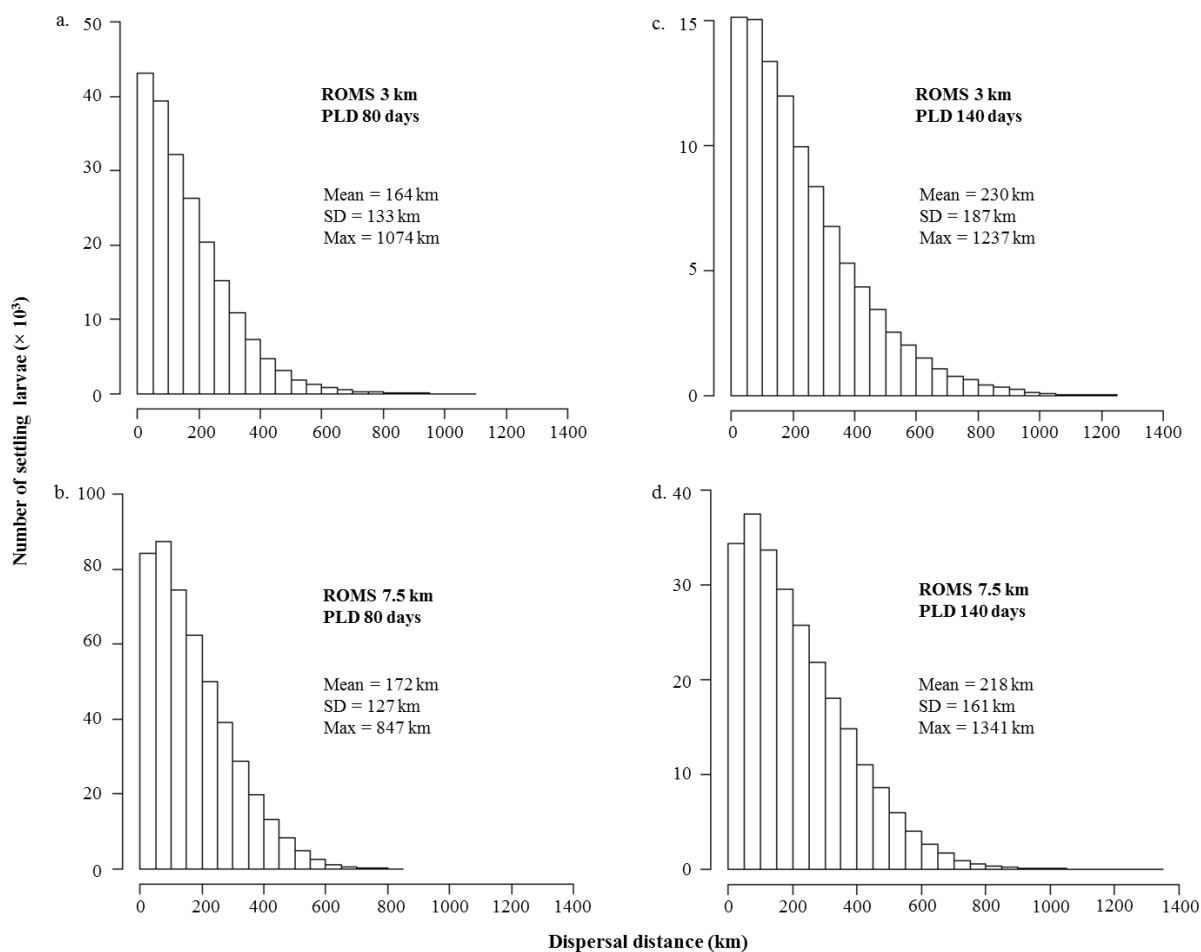 a.
50
40
30
20
10
0
ROMS 3 km
PLD 80 days
Mean = 164 km
SD = 133 km
Max = 1074 km
0 200 400 600 800 1000 1200 1400
c.
15
10
5
0
ROMS 3 km
PLD 140 days
Mean = 230 km
SD = 187 km
Max = 1237 km
0 200 400 600 800 1000 1200 1400
Number of settling larvae (× 10³)
b.
100
80
60
40
20
0
ROMS 7.5 km
PLD 80 days
Mean = 172 km
SD = 127 km
Max = 847 km
0 200 400 600 800 1000 1200 1400
d.
40
30
20
10
0
ROMS 7.5 km
PLD 140 days
Mean = 218 km
SD = 161 km
Max = 1341 km
0 200 400 600 800 1000 1200 1400
Dispersal distance (km)